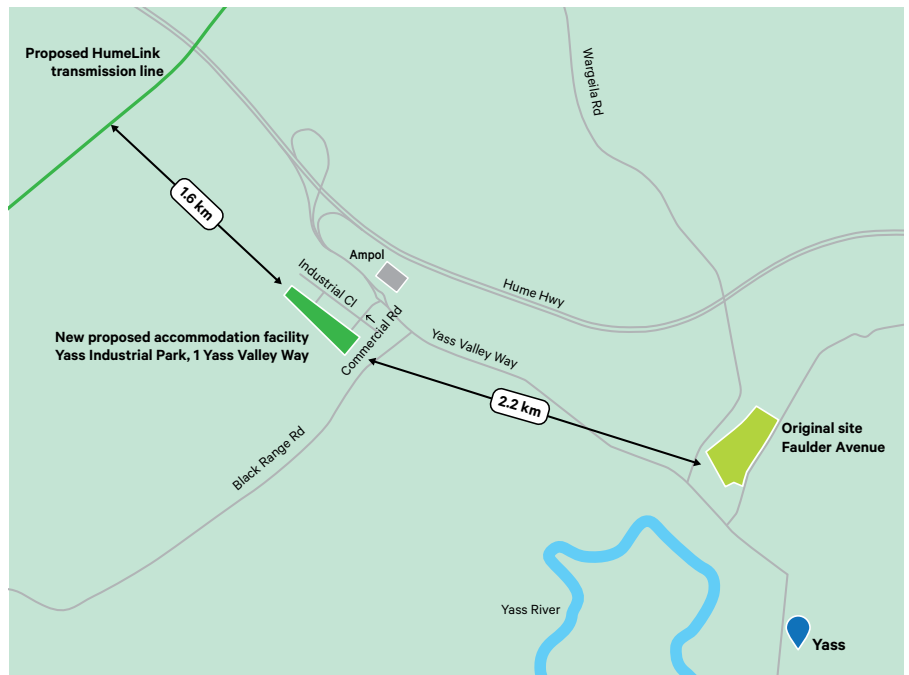 Proposed HumeLink
transmission line
Wargeila Rd
1.6 km
Ampol
Industrial Cl
Hume Hwy
New proposed accommodation facility
Yass Industrial Park, 1 Yass Valley Way
Commercial Rd
Yass Valley Way
2.2 km
Original site
Faulder Avenue
Black Range Rd
Yass River
Yass